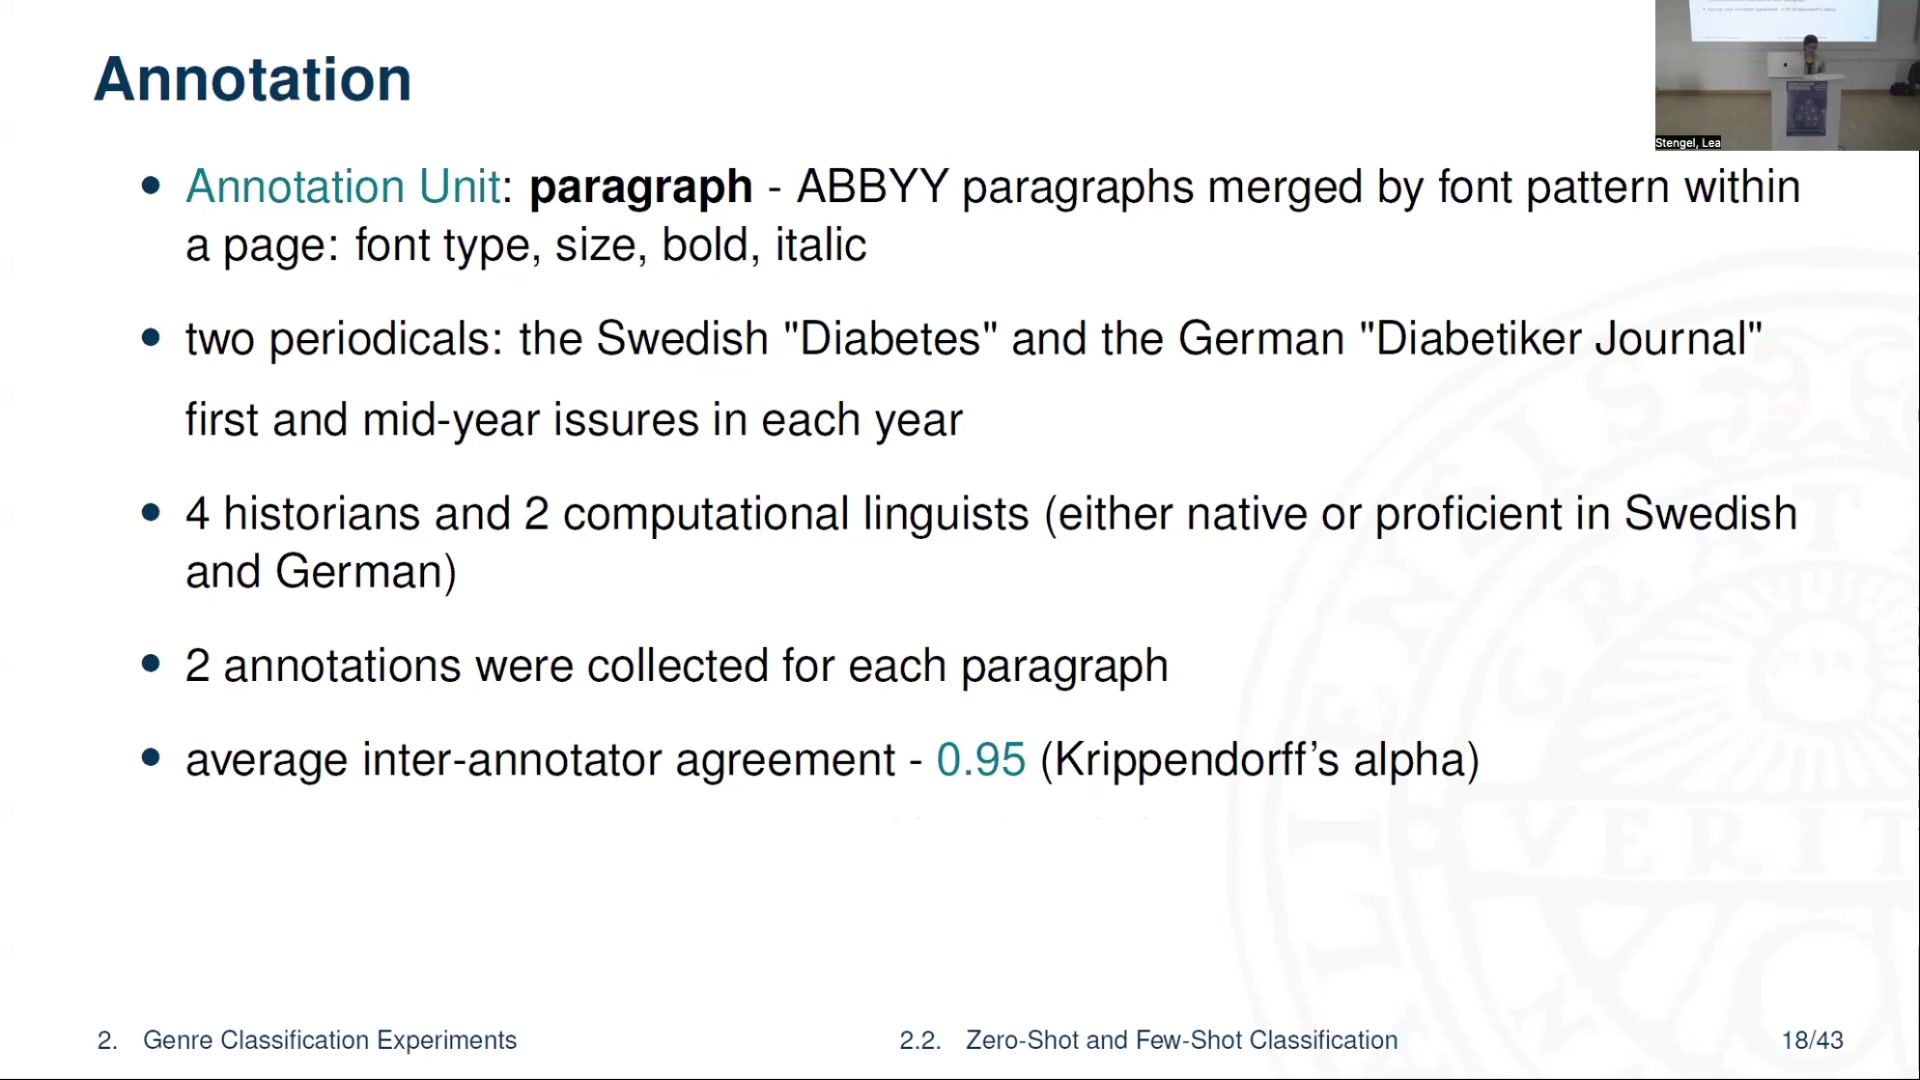 Annotation
Stengel, Lea
• Annotation Unit: paragraph - ABBYY paragraphs merged by font pattern within
a page: font type, size, bold, italic
• two periodicals: the Swedish "Diabetes" and the German "Diabetiker Journal"
first and mid-year issures in each year
• 4 historians and 2 computational linguists (either native or proficient in Swedish
and German)
• 2 annotations were collected for each paragraph
• average inter-annotator agreement - 0.95 (Krippendorff's alpha)
2. Genre Classification Experiments
2.2. Zero-Shot and Few-Shot Classification
18/43